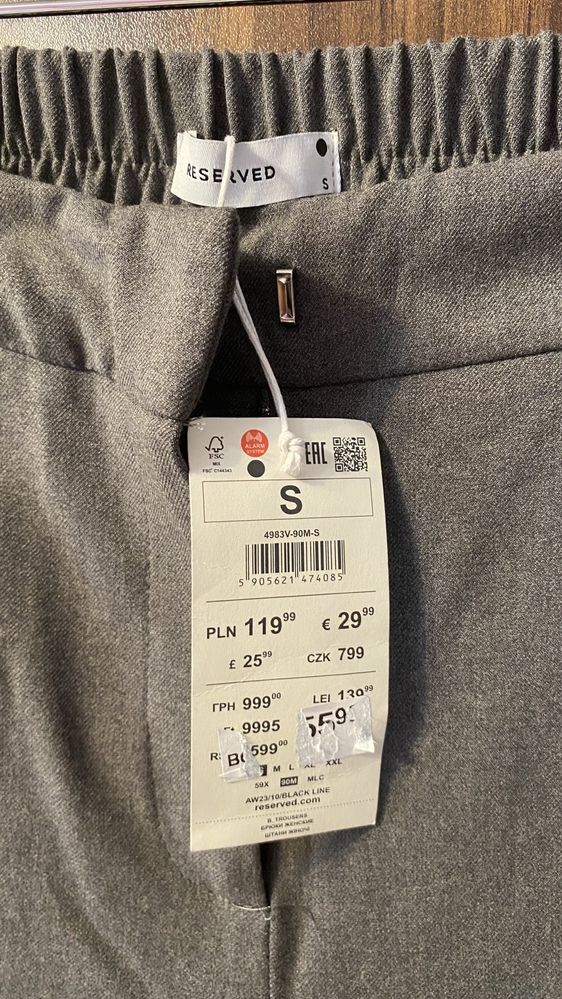 RESERVED
S
FSC
MIX
FSC® C144343
ALARM
SYSTEM
EAC
S
4983V-90M-S
5 905621 474085
PLN 119⁹⁹ € 29⁹⁹
£ 25⁹⁹ CZK 799
ГРН 999⁰⁰ LEI 139⁹⁹
9995
599⁰⁰
M L XL XXL
59X 90M MLC
AW23/10/BLACK LINE
reserved.com
B. TROUSERS
БРЮКИ ЖЕНСКИЕ
ШТАНИ ЖІНОЧІ